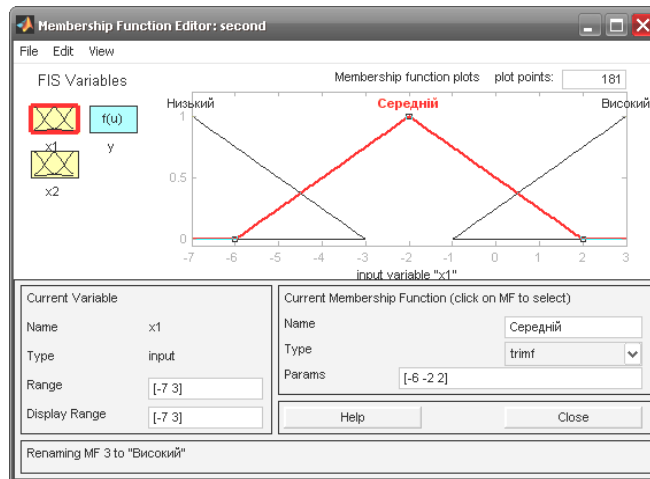 Membership Function Editor: second
File Edit View
FIS Variables
Membership function plots plot points: 181
f(u)
x1 y
x2
Низький Середній Високий
1
0.5
0
-7 -6 -5 -4 -3 -2 -1 0 1 2 3
input variable "x1"
Current Variable
Name x1
Type input
Range [-7 3]
Display Range [-7 3]
Current Membership Function (click on MF to select)
Name Середній
Type trimf
Params [-6 -2 2]
Help Close
Renaming MF 3 to "Високий"